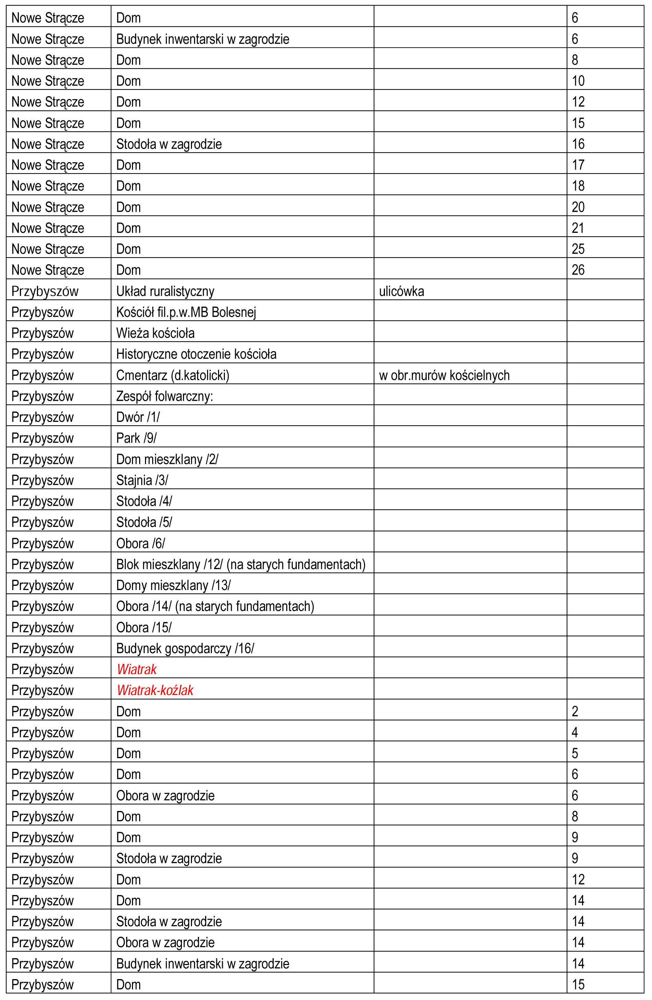 Nowe Strącze Dom 6
Nowe Strącze Budynek inwentarski w zagrodzie 6
Nowe Strącze Dom 8
Nowe Strącze Dom 10
Nowe Strącze Dom 12
Nowe Strącze Dom 15
Nowe Strącze Stodoła w zagrodzie 16
Nowe Strącze Dom 17
Nowe Strącze Dom 18
Nowe Strącze Dom 20
Nowe Strącze Dom 21
Nowe Strącze Dom 25
Nowe Strącze Dom 26
Przybyszów Układ ruralistyczny ulicówka
Przybyszów Kościół fil.p.w.MB Bolesnej
Przybyszów Wieża kościoła
Przybyszów Historyczne otoczenie kościoła
Przybyszów Cmentarz (d.katolicki) w obr.murów kościelnych
Przybyszów Zespół folwarczny:
Przybyszów Dwór /1/
Przybyszów Park /9/
Przybyszów Dom mieszklany /2/
Przybyszów Stajnia /3/
Przybyszów Stodoła /4/
Przybyszów Stodoła /5/
Przybyszów Obora /6/
Przybyszów Blok mieszklany /12/ (na starych fundamentach)
Przybyszów Domy mieszklany /13/
Przybyszów Obora /14/ (na starych fundamentach)
Przybyszów Obora /15/
Przybyszów Budynek gospodarczy /16/
Przybyszów Wiatrak
Przybyszów Wiatrak-koźlak
Przybyszów Dom 2
Przybyszów Dom 4
Przybyszów Dom 5
Przybyszów Dom 6
Przybyszów Obora w zagrodzie 6
Przybyszów Dom 8
Przybyszów Dom 9
Przybyszów Stodoła w zagrodzie 9
Przybyszów Dom 12
Przybyszów Dom 14
Przybyszów Stodoła w zagrodzie 14
Przybyszów Obora w zagrodzie 14
Przybyszów Budynek inwentarski w zagrodzie 14
Przybyszów Dom 15